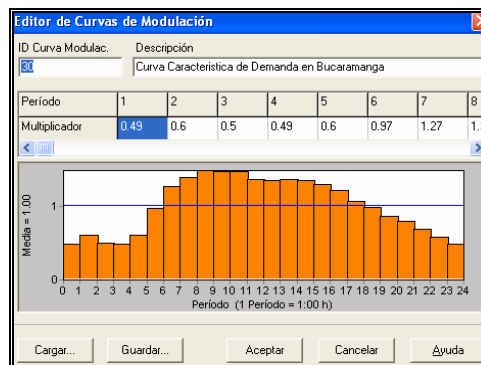 Editor de Curvas de Modulación
ID Curva Modulac. Descripción
30 Curva Caracteristica de Demanda en Bucaramanga
Período 1 2 3 4 5 6 7 8
Multiplicador 0.49 0.6 0.5 0.49 0.6 0.97 1.27
Media = 1.00
1
0
0 1 2 3 4 5 6 7 8 9 10 11 12 13 14 15 16 17 18 19 20 21 22 23 24
Período (1 Período = 1:00 h)
Cargar... Guardar... Aceptar Cancelar Ayuda